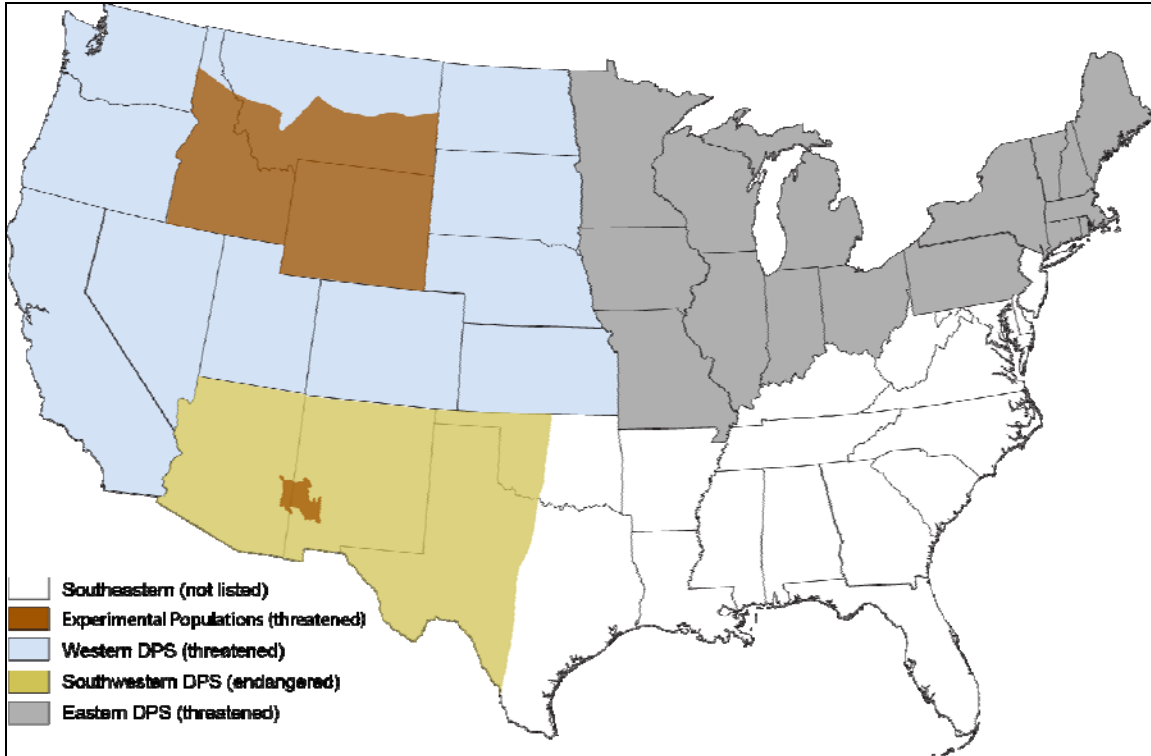 Southeastern (not listed)
Experimental Populations (threatened)
Western DPS (threatened)
Southwestern DPS (endangered)
Eastern DPS (threatened)